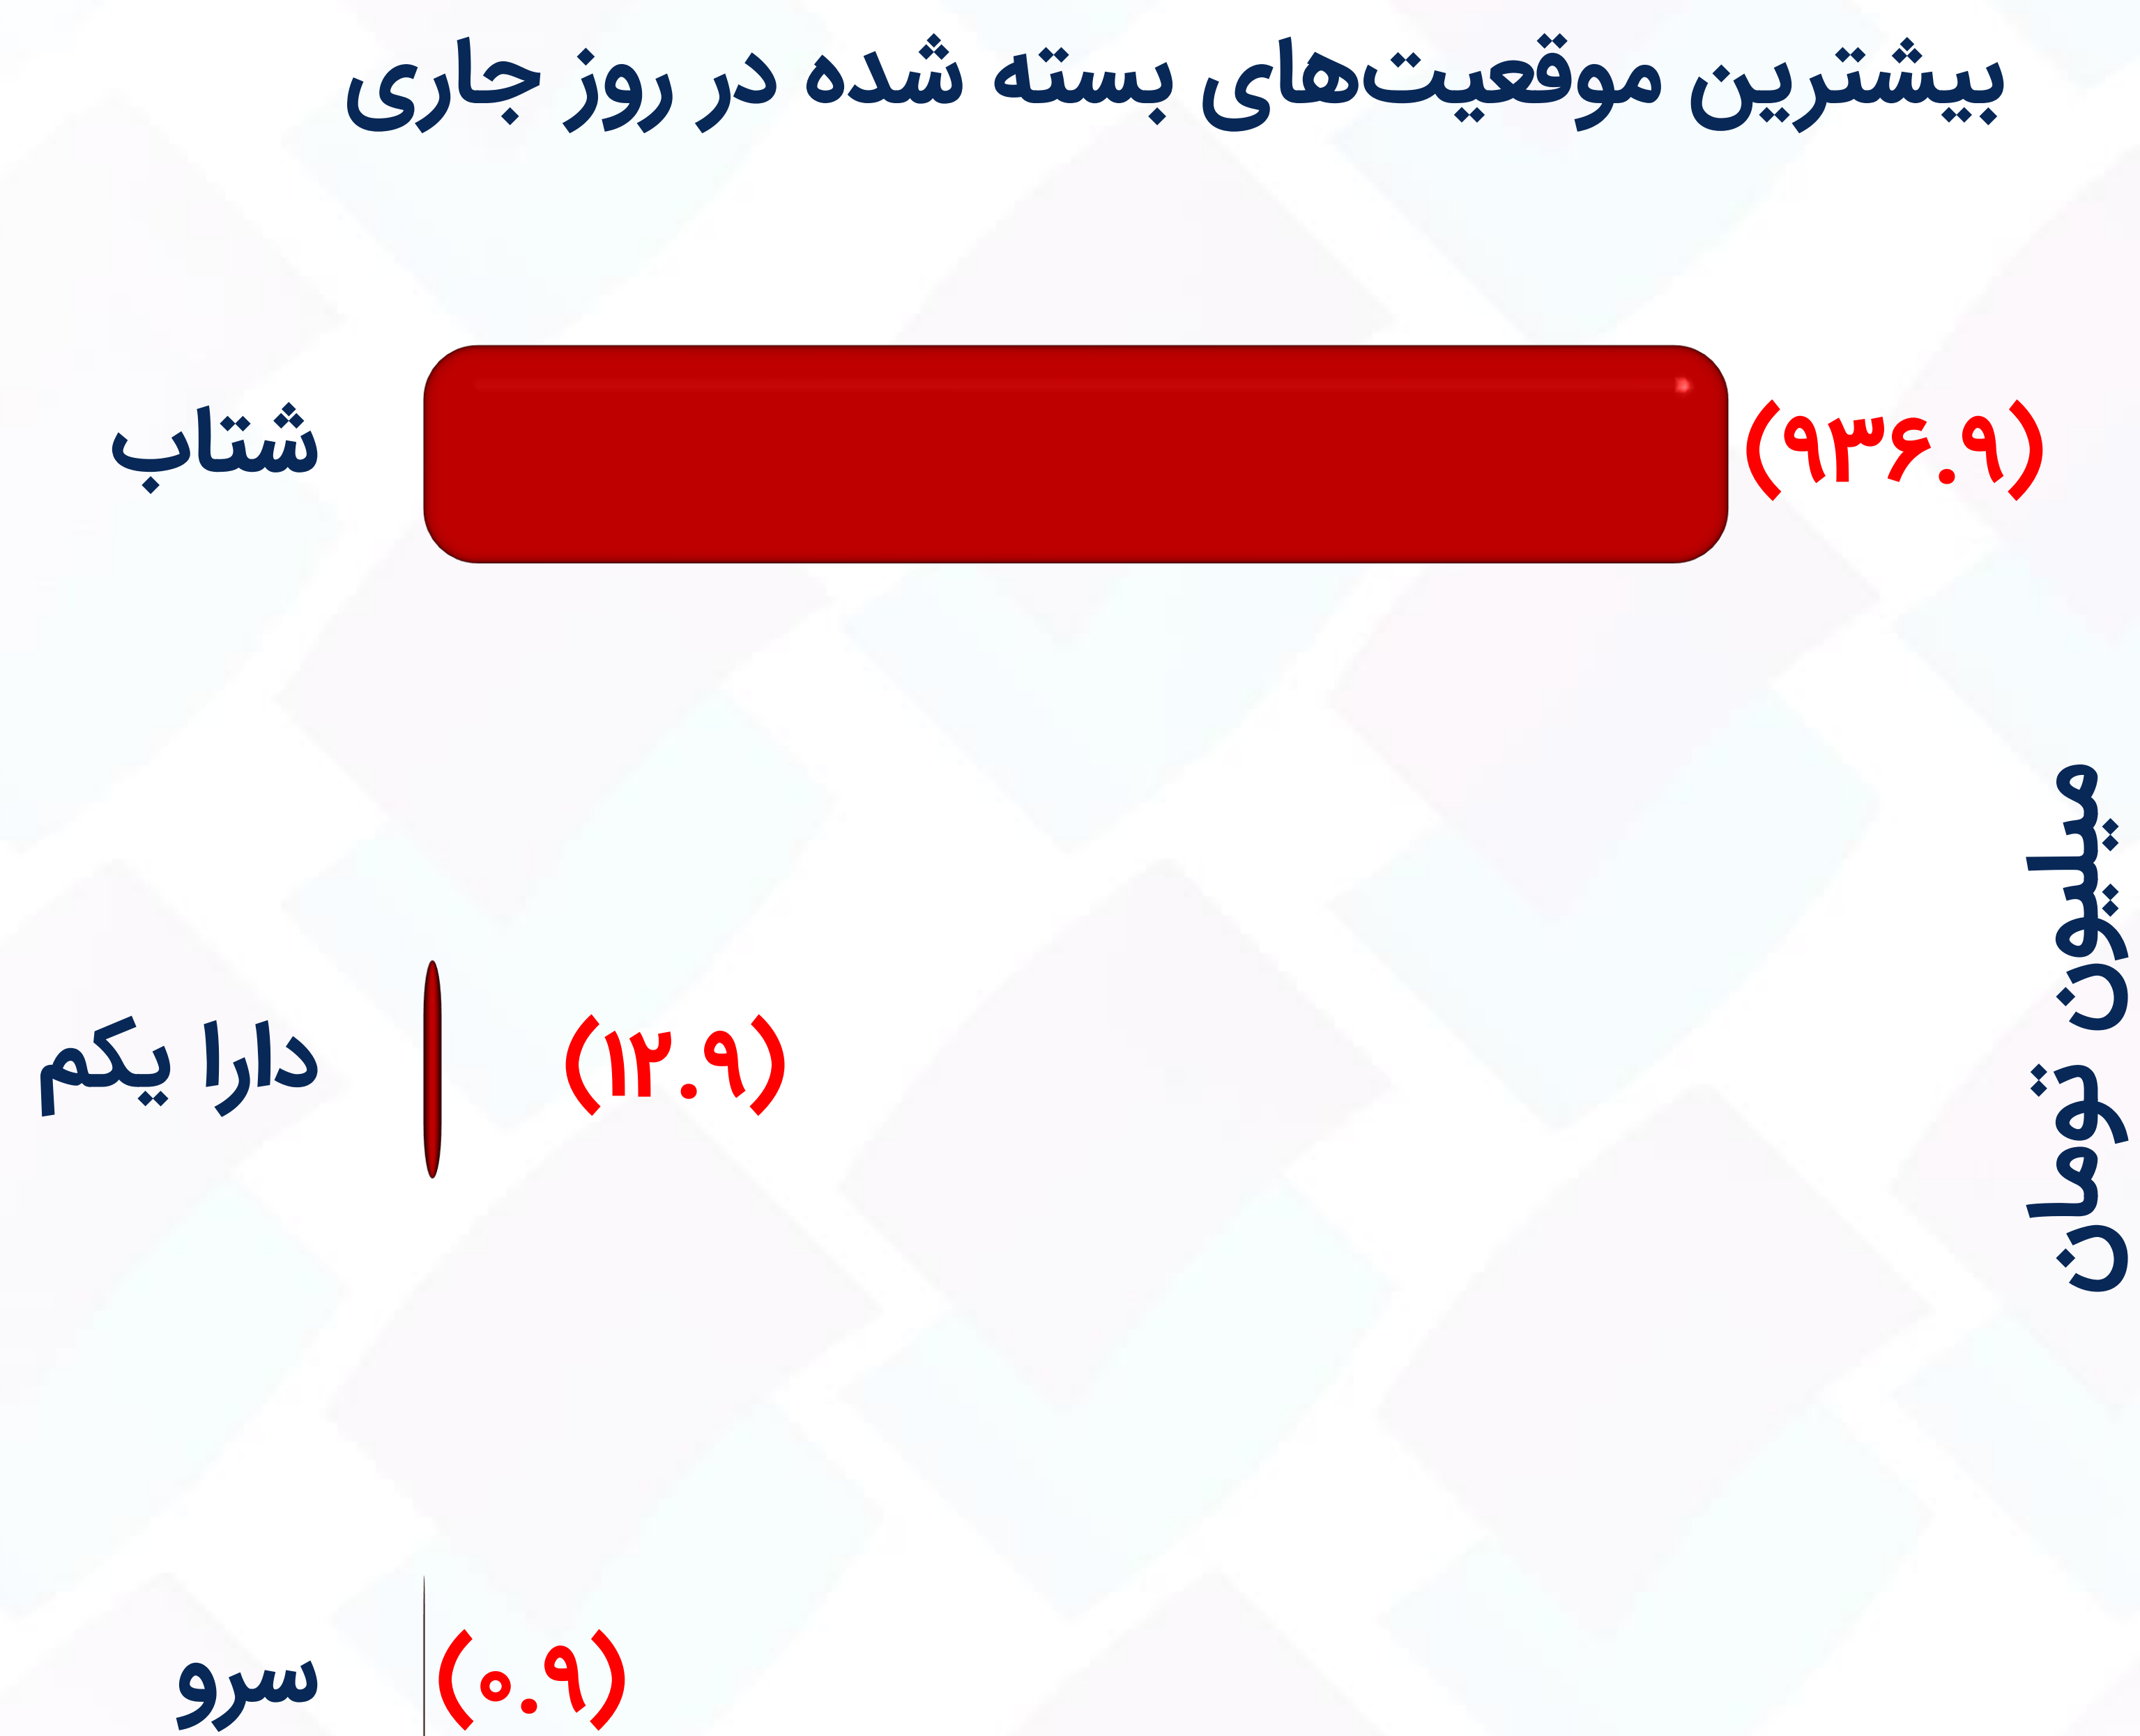 بیشترین موقعیت‌های بسته شده در روز جاری
شتاب
(۹۳۶.۹)
دارا یکم
(۱۲.۹)
میلیون تومان
سرو
(۰.۹)